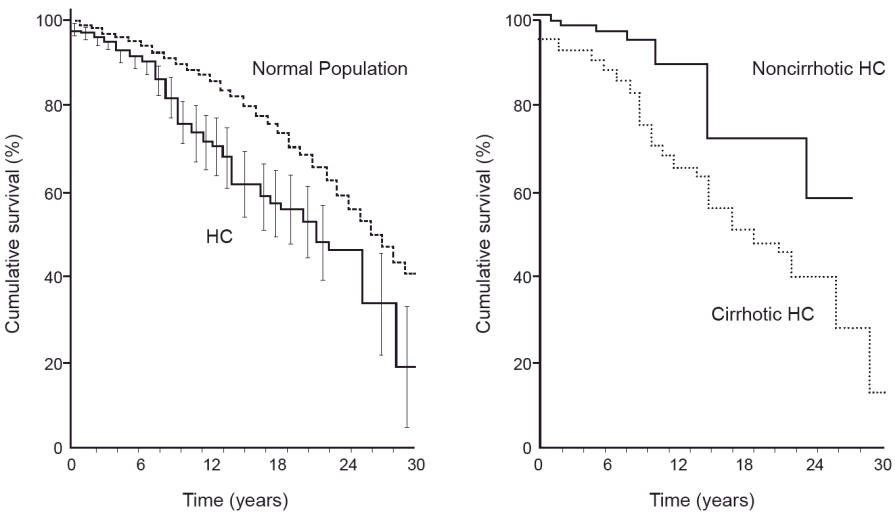 100
80
60
40
20
0
Cumulative survival (%)
Normal Population
HC
0 6 12 18 24 30
Time (years)
100
80
60
40
20
0
Cumulative survival (%)
Noncirrhotic HC
Cirrhotic HC
0 6 12 18 24 30
Time (years)